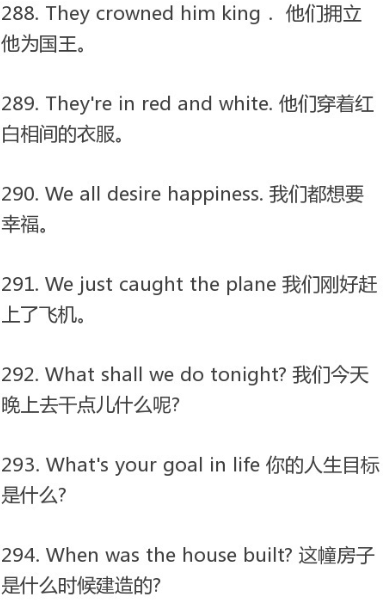 288. They crowned him king． 他们拥立
他为国王。
289. They're in red and white. 他们穿着红
白相间的衣服。
290. We all desire happiness. 我们都想要
幸福。
291. We just caught the plane 我们刚好赶
上了飞机。
292. What shall we do tonight? 我们今天
晚上去干点儿什么呢?
293. What's your goal in life 你的人生目标
是什么?
294. When was the house built? 这幢房子
是什么时候建造的?